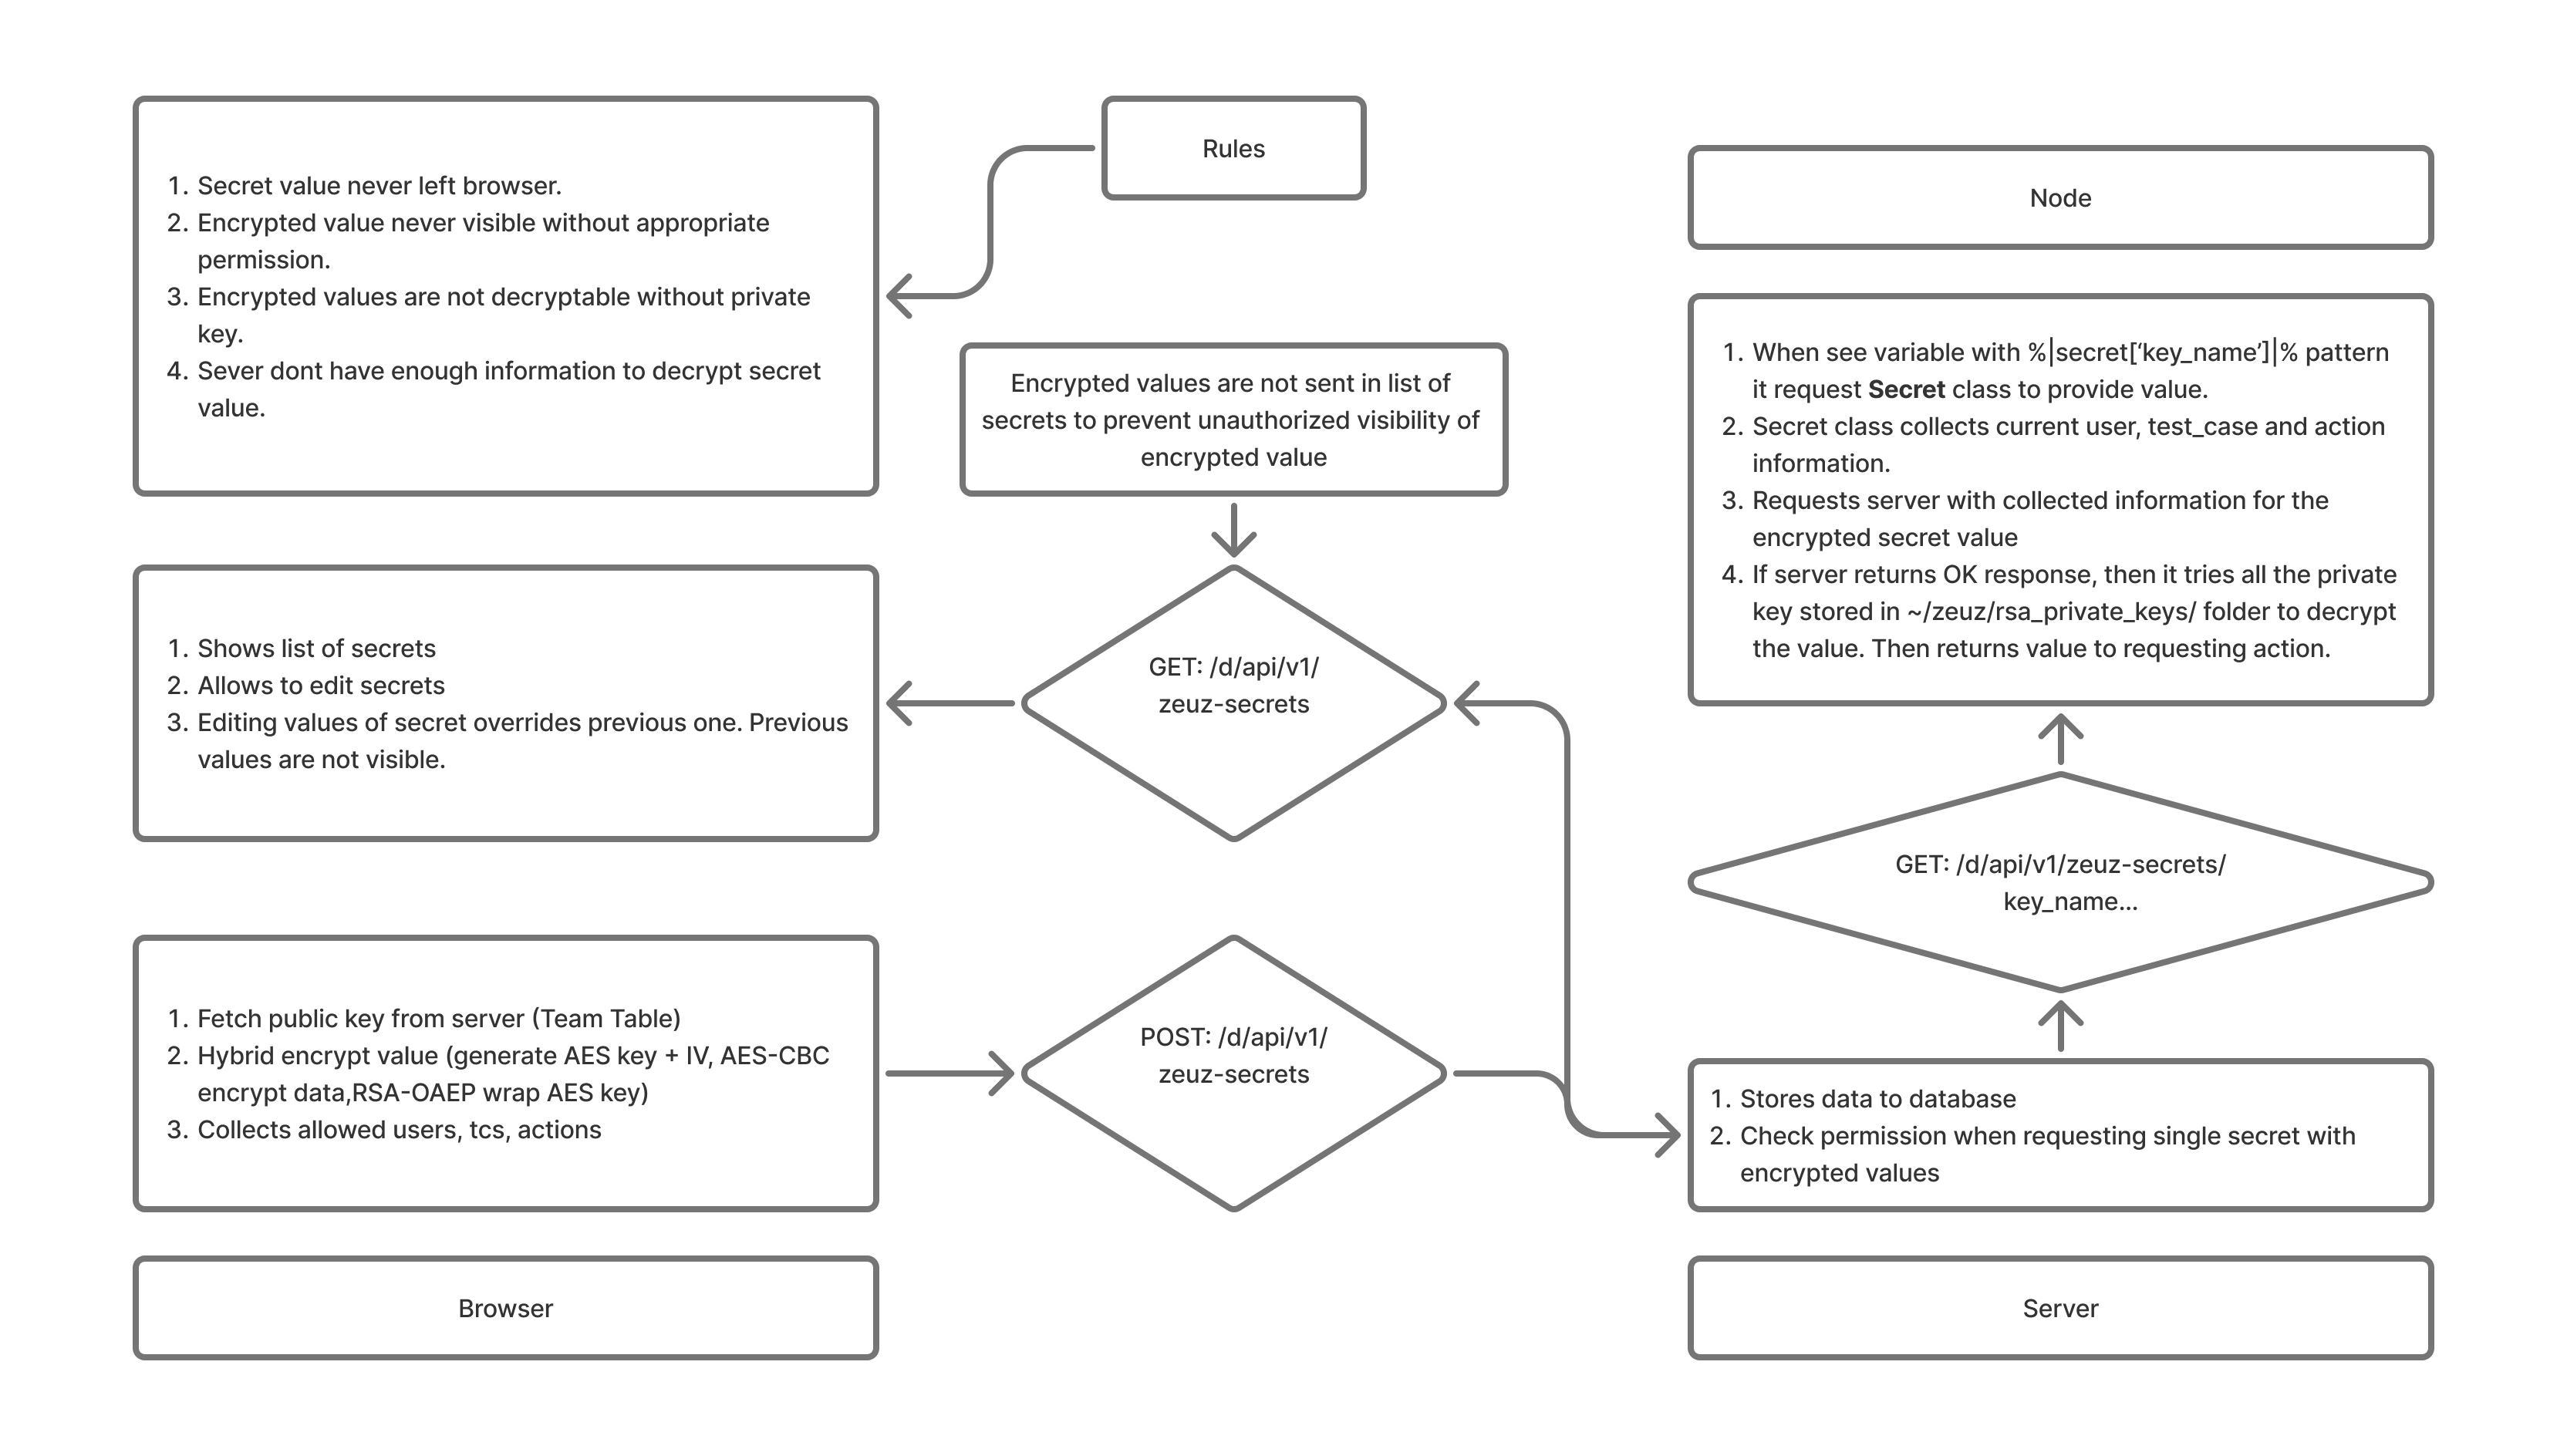 1. Secret value never left browser.
2. Encrypted value never visible without appropriate
permission.
3. Encrypted values are not decryptable without private
key.
4. Sever dont have enough information to decrypt secret
value.
Rules
Encrypted values are not sent in list of
secrets to prevent unauthorized visibility of
encrypted value
Node
1. When see variable with %|secret[‘key_name’]|% pattern
it request Secret class to provide value.
2. Secret class collects current user, test_case and action
information.
3. Requests server with collected information for the
encrypted secret value
4. If server returns OK response, then it tries all the private
key stored in ~/zeuz/rsa_private_keys/ folder to decrypt
the value. Then returns value to requesting action.
1. Shows list of secrets
2. Allows to edit secrets
3. Editing values of secret overrides previous one. Previous
values are not visible.
GET: /d/api/v1/
zeuz-secrets
GET: /d/api/v1/zeuz-secrets/
key_name...
1. Fetch public key from server (Team Table)
2. Hybrid encrypt value (generate AES key + IV, AES-CBC
encrypt data,RSA-OAEP wrap AES key)
3. Collects allowed users, tcs, actions
POST: /d/api/v1/
zeuz-secrets
1. Stores data to database
2. Check permission when requesting single secret with
encrypted values
Browser
Server